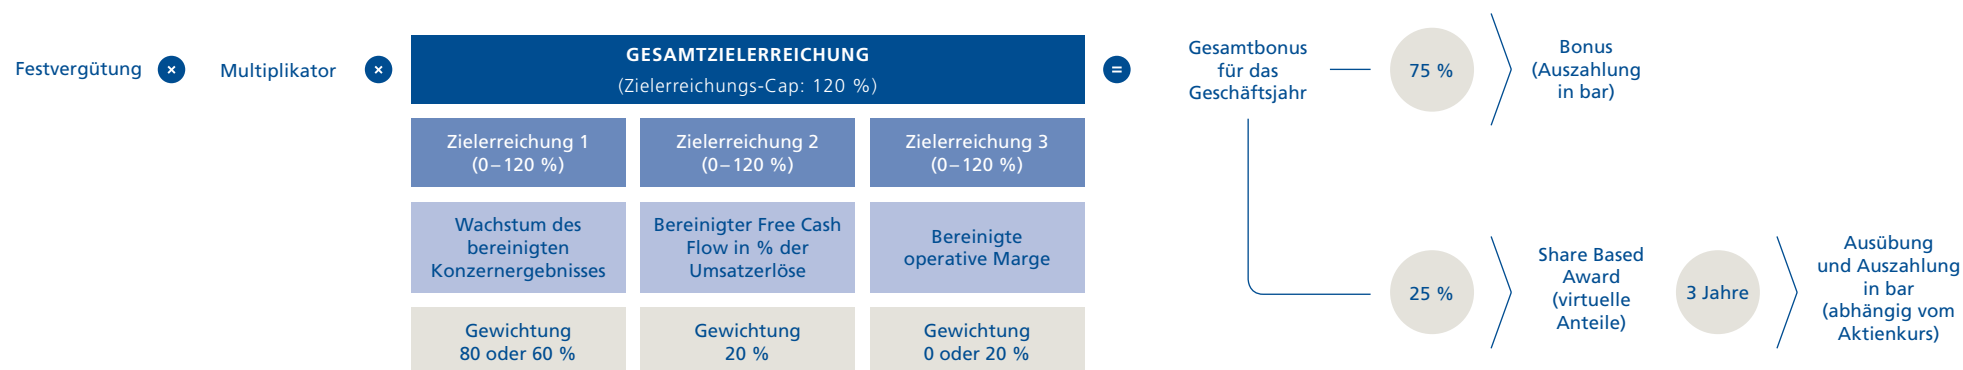 Festvergütung
×
Multiplikator
×
GESAMTZIELERREICHUNG
(Zielerreichungs-Cap: 120 %)
Zielerreichung 1
(0–120 %)
Zielerreichung 2
(0–120 %)
Zielerreichung 3
(0–120 %)
Wachstum des
bereinigten
Konzernergebnisses
Bereinigter Free Cash
Flow in % der
Umsatzerlöse
Bereinigte
operative Marge
Gewichtung
80 oder 60 %
Gewichtung
20 %
Gewichtung
0 oder 20 %
=
Gesamtbonus
für das
Geschäftsjahr
75 %
Bonus
(Auszahlung
in bar)
25 %
Share Based
Award
(virtuelle
Anteile)
3 Jahre
Ausübung
und Auszahlung
in bar
(abhängig vom
Aktienkurs)